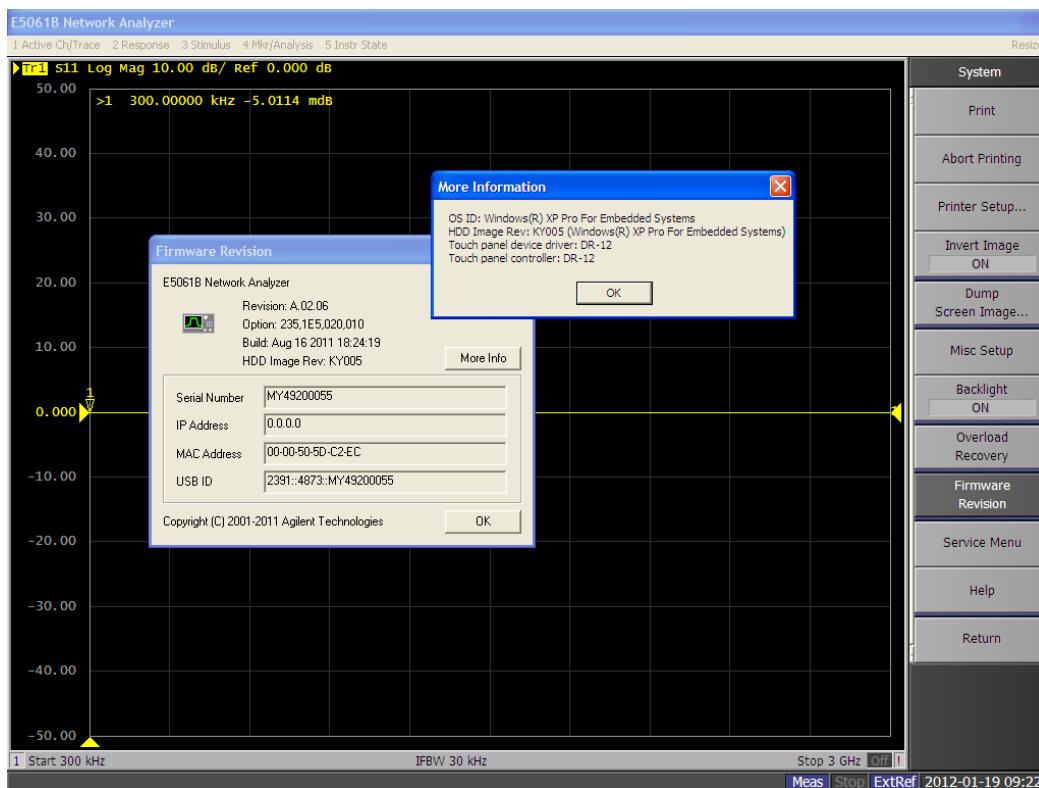 E5061B Network Analyzer
1 Active Ch/Trace 2 Response 3 Stimulus 4 Mkr/Analysis 5 Instr State
Tr1 S11 Log Mag 10.00 dB/ Ref 0.000 dB
>1 300.00000 kHz -5.0114 mdB
50.00
40.00
30.00
20.00
10.00
0.000
-10.00
-20.00
-30.00
-40.00
-50.00
1
1
More Information
OS ID: Windows(R) XP Pro For Embedded Systems
HDD Image Rev: KY005 (Windows(R) XP Pro For Embedded Systems)
Touch panel device driver: DR-12
Touch panel controller: DR-12
OK
Firmware Revision
E5061B Network Analyzer
Revision: A.02.06
Option: 235,1E5,020,010
Build: Aug 16 2011 18:24:19
HDD Image Rev: KY005
More Info
Serial Number MY49200055
IP Address 0.0.0.0
MAC Address 00-00-50-5D-C2-EC
USB ID 2391::4873::MY49200055
Copyright (C) 2001-2011 Agilent Technologies
OK
System
Print
Abort Printing
Printer Setup...
Invert Image
ON
Dump
Screen Image...
Misc Setup
Backlight
ON
Overload
Recovery
Firmware
Revision
Service Menu
Help
Return
1 Start 300 kHz IFBW 30 kHz Stop 3 GHz Off !
Meas Stop ExtRef 2012-01-19 09:22